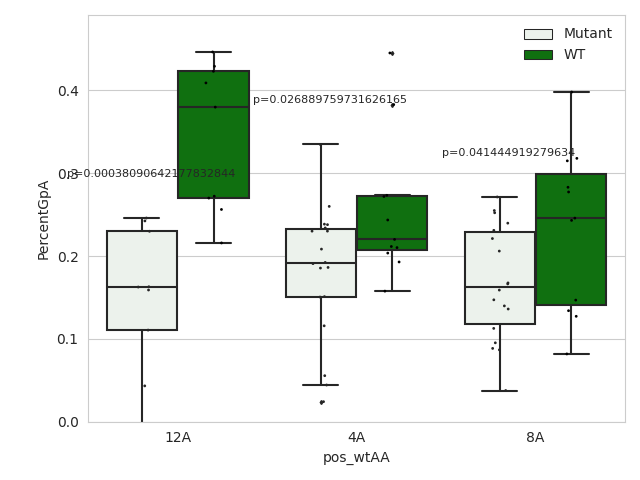 Mutant
WT
0.4
p=0.026889759731626165
p=0.041444919279634
0.3
p=0.00038090642177832844
PercentGpA
0.2
0.1
0.0
12A 4A 8A
pos_wtAA